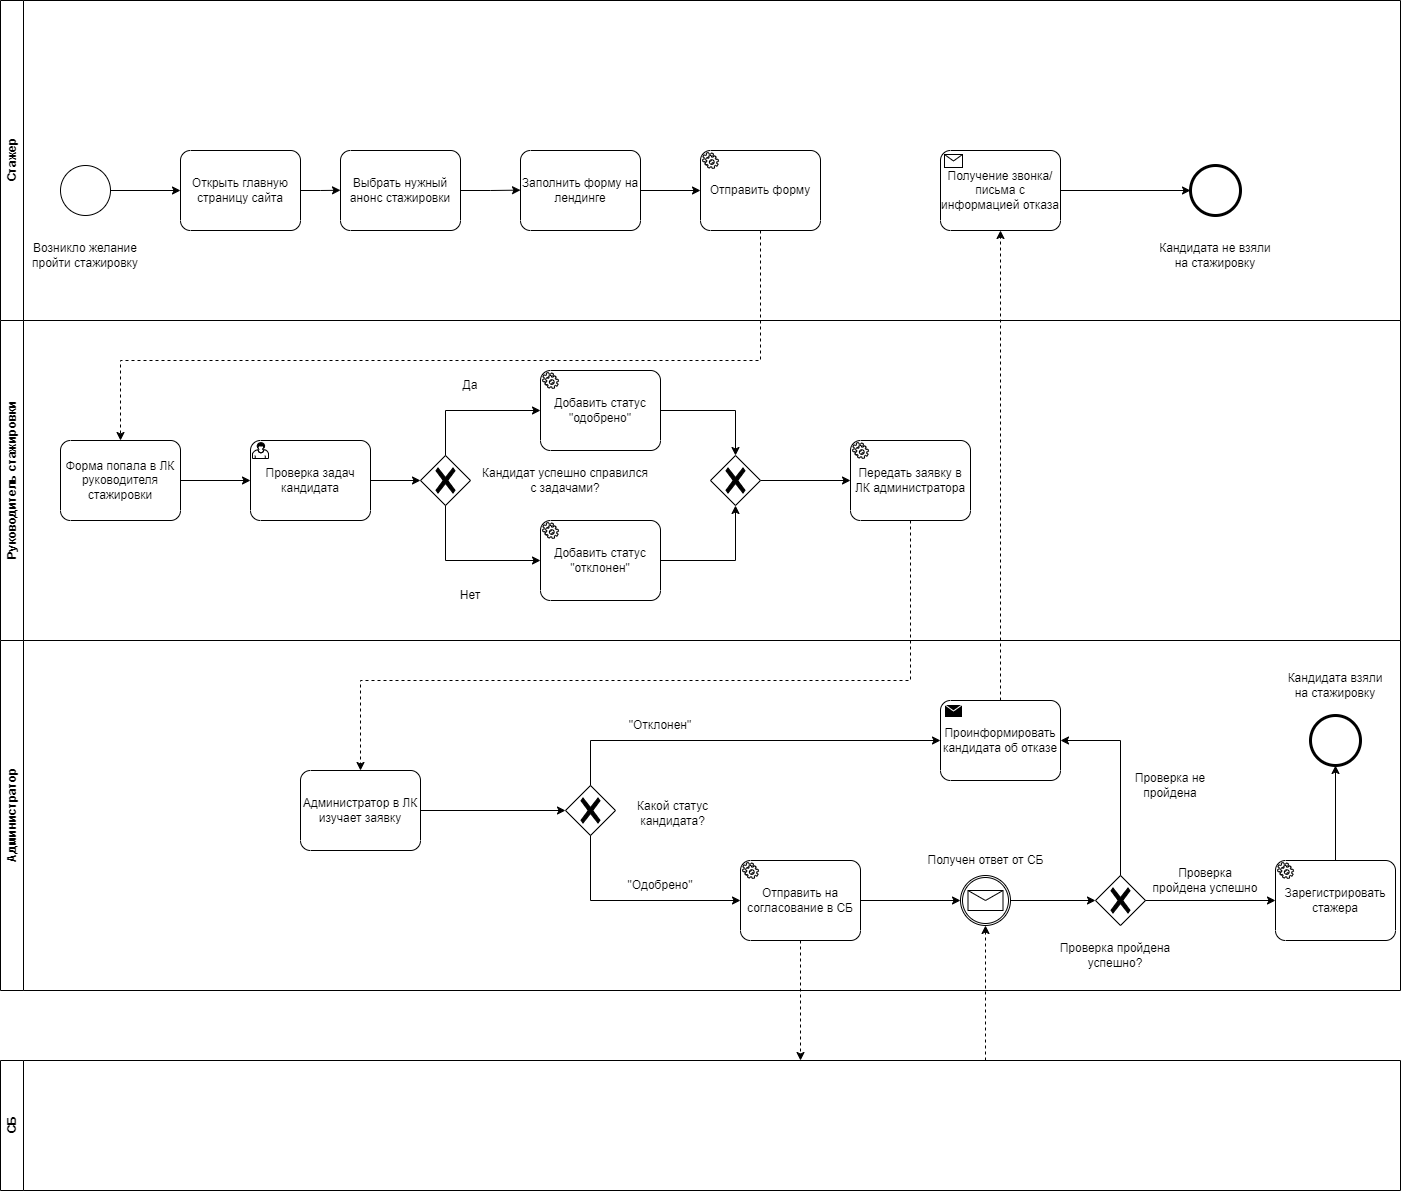 Стажер
Возникло желание
пройти стажировку
Открыть главную
страницу сайта
Выбрать нужный
анонс стажировки
Заполнить форму на
лендинге
Отправить форму
Получение звонка/
письма с
информацией отказа
Кандидата не взяли
на стажировку
Руководитель стажировки
Форма попала в ЛК
руководителя
стажировки
Проверка задач
кандидата
Да
Кандидат успешно справился
с задачами?
Нет
Добавить статус
"одобрено"
Добавить статус
"отклонен"
Передать заявку в
ЛК администратора
Администратор
Администратор в ЛК
изучает заявку
"Отклонен"
Какой статус
кандидата?
"Одобрено"
Проинформировать
кандидата об отказе
Отправить на
согласование в СБ
Получен ответ от СБ
Проверка не
пройдена
Проверка пройдена
успешно?
Проверка
пройдена успешно
Зарегистрировать
стажера
Кандидата взяли
на стажировку
СБ